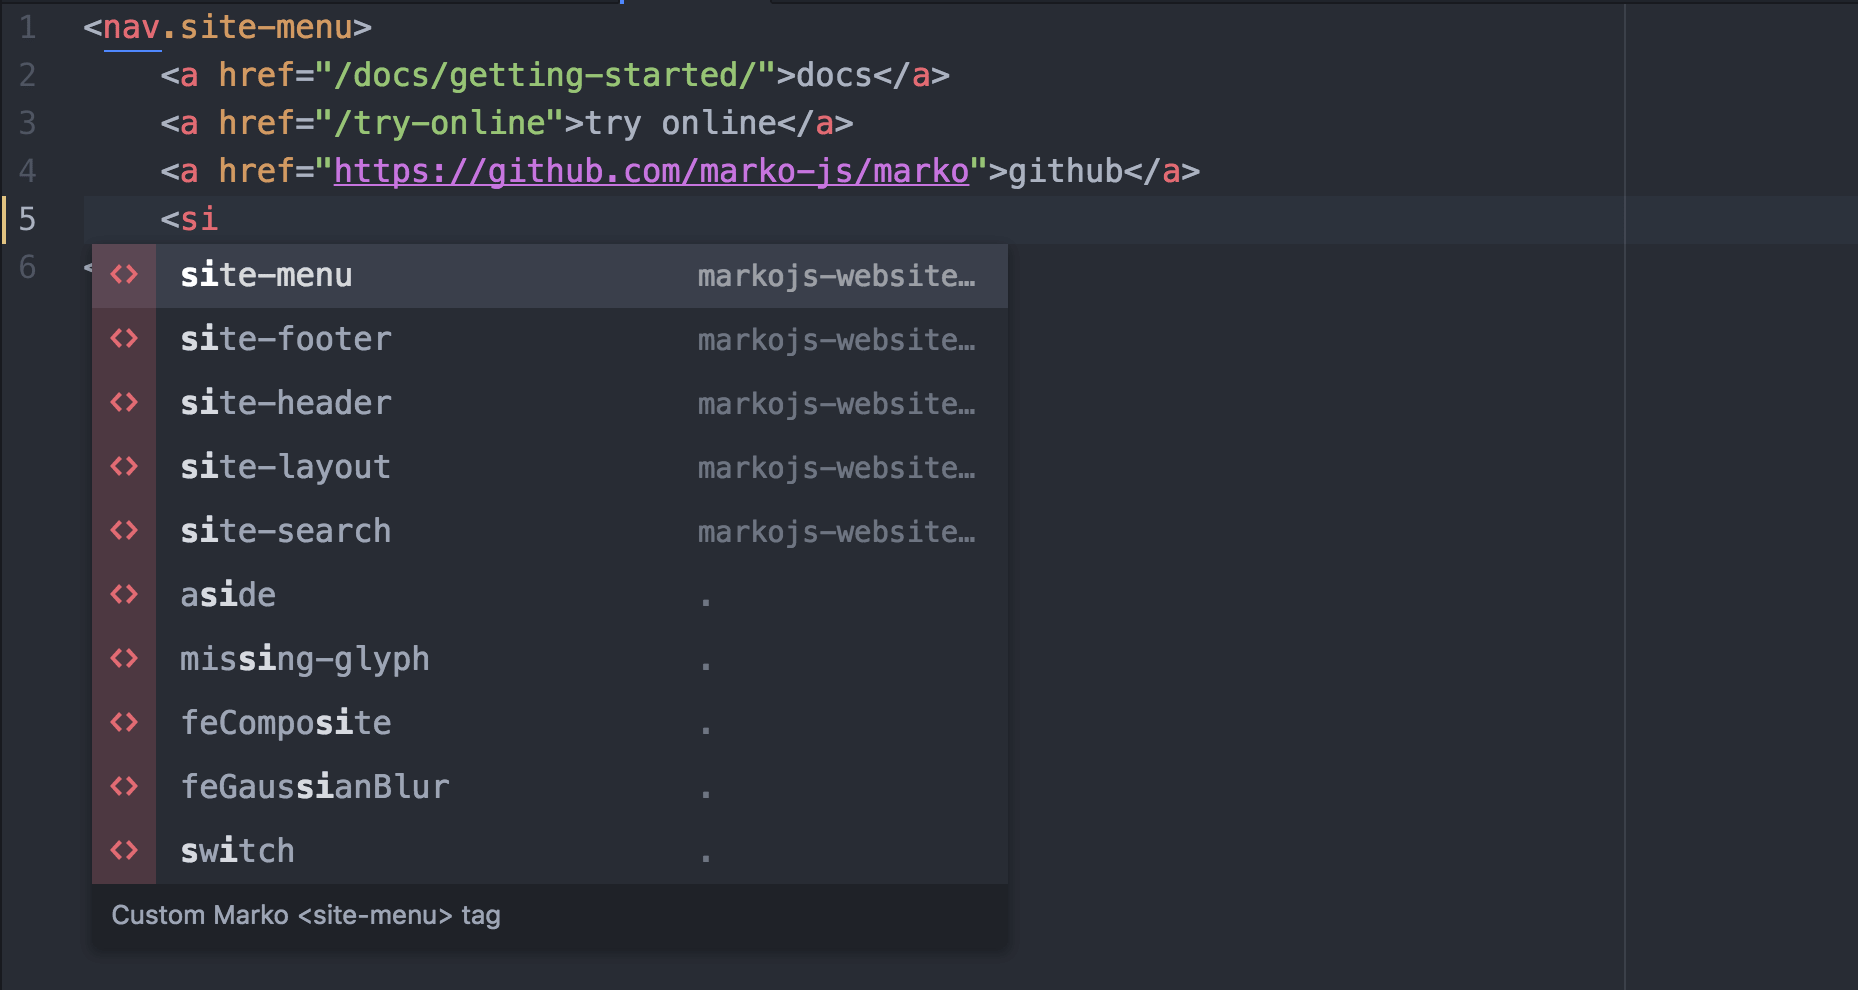 1 <nav.site-menu>
2 <a href="/docs/getting-started/">docs</a>
3 <a href="/try-online">try online</a>
4 <a href="https://github.com/marko-js/marko">github</a>
5 <si
6 <
<> site-menu markojs-website…
<> site-footer markojs-website…
<> site-header markojs-website…
<> site-layout markojs-website…
<> site-search markojs-website…
<> aside .
<> missing-glyph .
<> feComposite .
<> feGaussianBlur .
<> switch .
Custom Marko <site-menu> tag